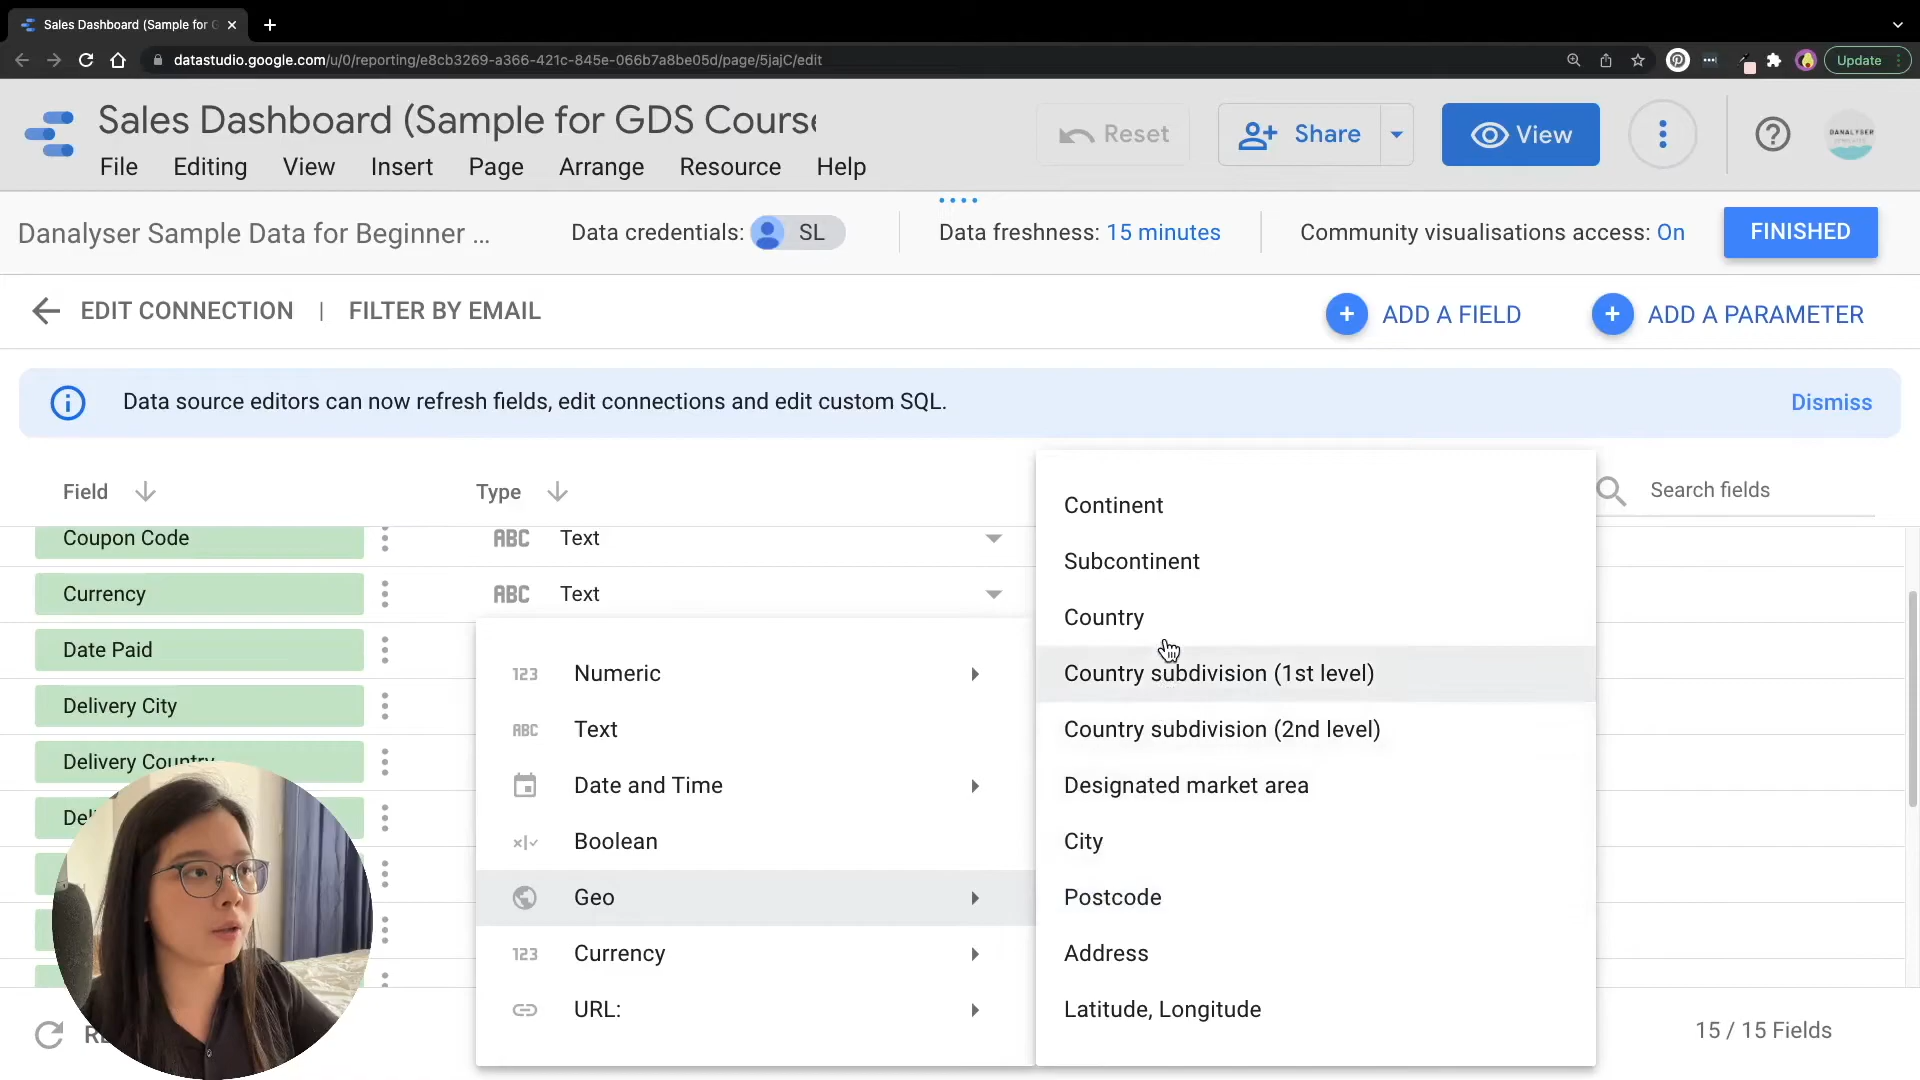 Sales Dashboard (Sample for G
datastudio.google.com/u/0/reporting/e8cb3269-a366-421c-845e-066b7a8be05d/page/5jajC/edit
Update
Sales Dashboard (Sample for GDS Course
Reset
Share
View
DANALYSER
File Editing View Insert Page Arrange Resource Help
Danalyser Sample Data for Beginner ...
Data credentials: SL
Data freshness: 15 minutes
Community visualisations access: On
FINISHED
EDIT CONNECTION | FILTER BY EMAIL
ADD A FIELD
ADD A PARAMETER
Data source editors can now refresh fields, edit connections and edit custom SQL.
Dismiss
Field
Type
Search fields
Coupon Code
ABC Text
Currency
ABC Text
Date Paid
Delivery City
Delivery Country
123 Numeric
ABC Text
Date and Time
Boolean
Geo
123 Currency
URL:
Continent
Subcontinent
Country
Country subdivision (1st level)
Country subdivision (2nd level)
Designated market area
City
Postcode
Address
Latitude, Longitude
15 / 15 Fields